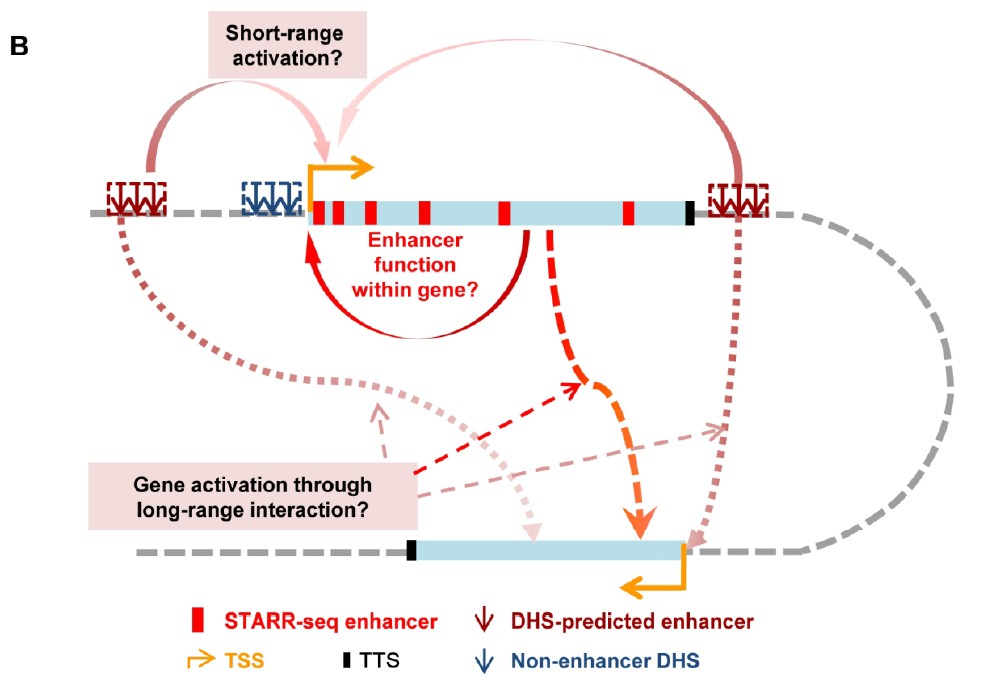 B
Short-range
activation?
Enhancer
function
within gene?
Gene activation through
long-range interaction?
STARR-seq enhancer
DHS-predicted enhancer
TSS
TTS
Non-enhancer DHS